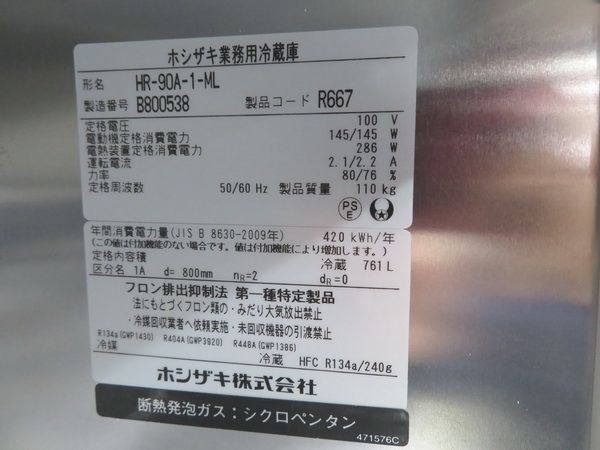 ホシザキ業務用冷蔵庫
形名 HR-90A-1-ML
製造番号 B800538 製品コード R667
定格電圧 100 V
電動機定格消費電力 145/145 W
電熱装置定格消費電力 286 W
運転電流 2.1/2.2 A
力率 80/76 %
定格周波数 50/60 Hz 製品質量 110 kg
PS E
年間消費電力量(JIS B 8630-2009年) 420 kWh/年
(この値は付加機能のない場合です。値は付加機能により増加します。)
定格内容積 冷蔵 761 L
区分名 1A d= 800mm nR=2 dR=0
フロン排出抑制法 第一種特定製品
法にもとづくフロン類の・みだり大気放出禁止
・冷媒回収業者へ依頼実施・未回収機器の引渡禁止
R134a(GWP1430) R404A(GWP3920) R448A(GWP1386)
冷媒 冷蔵 HFC R134a/240g
ホシザキ株式会社
断熱発泡ガス：シクロペンタン
471576C